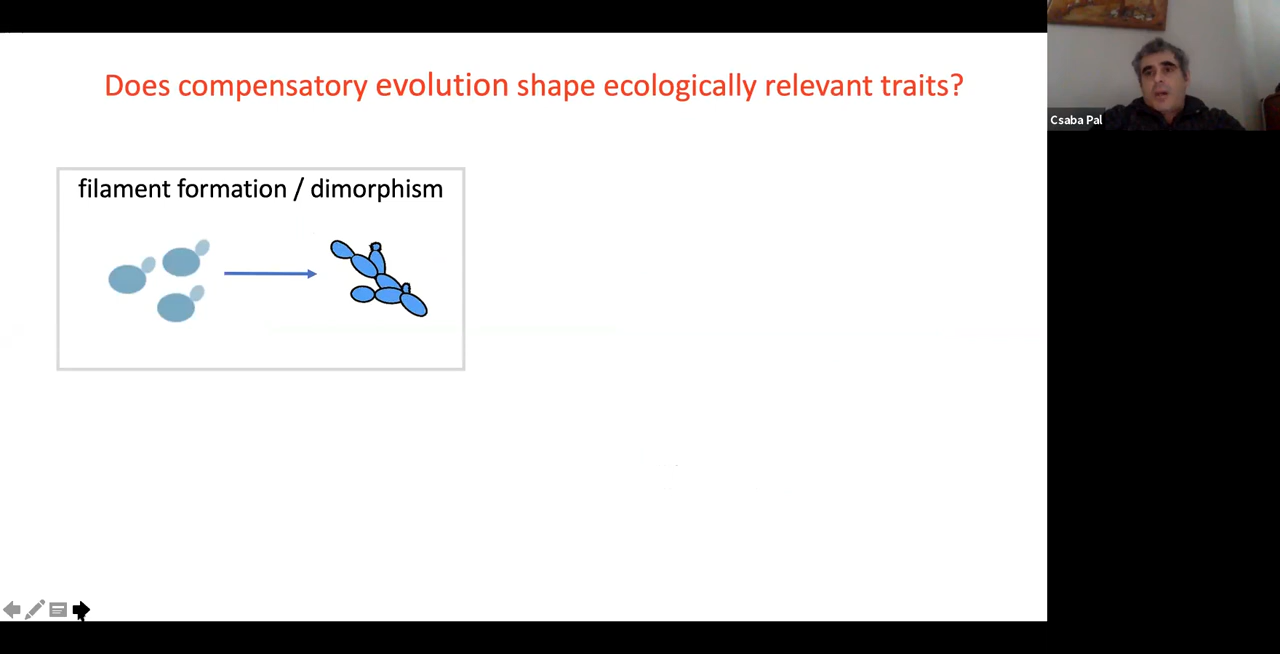 Does compensatory evolution shape ecologically relevant traits?
Csaba Pal
filament formation / dimorphism